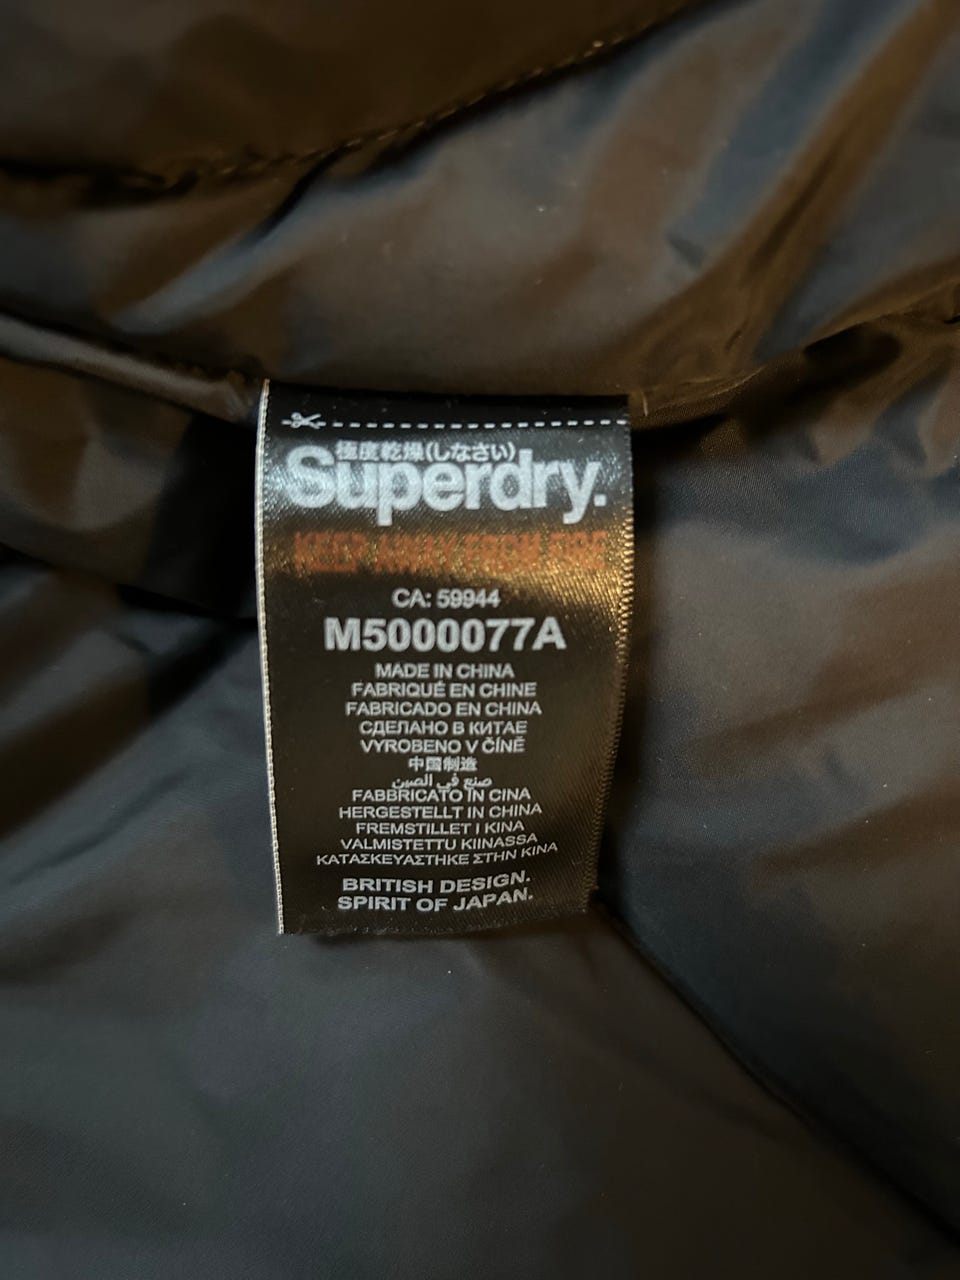 極度乾燥(しなさい)
Superdry.
KEEP AWAY FROM FIRE
CA: 59944
M5000077A
MADE IN CHINA
FABRIQUÉ EN CHINE
FABRICADO EN CHINA
СДЕЛАНО В КИТАЕ
VYROBENO V ČÍNĚ
中国制造
صنع في الصين
FABBRICATO IN CINA
HERGESTELLT IN CHINA
FREMSTILLET I KINA
VALMISTETTU KIINASSA
ΚΑΤΑΣΚΕΥΑΣΤΗΚΕ ΣΤΗΝ ΚΙΝΑ
BRITISH DESIGN.
SPIRIT OF JAPAN.